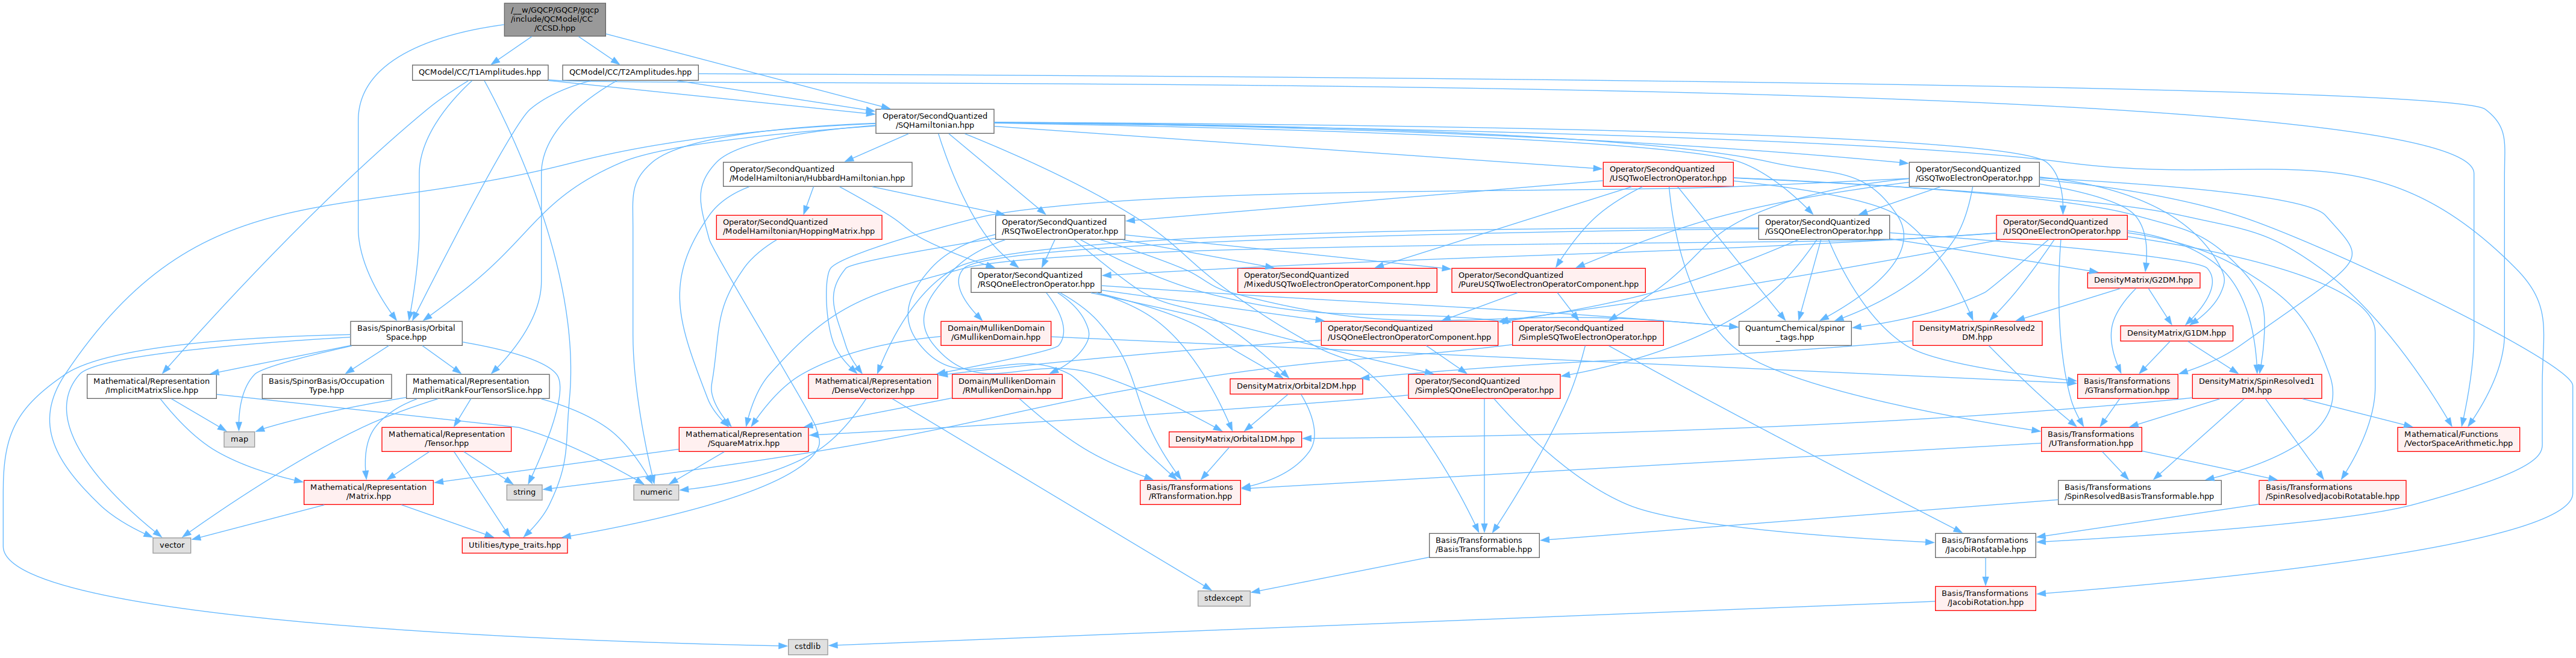 /__w/GQCP/GQCP/gqcp
/include/QCModel/CC
/CCSD.hpp
QCModel/CC/T1Amplitudes.hpp
QCModel/CC/T2Amplitudes.hpp
Operator/SecondQuantized
/SQHamiltonian.hpp
Operator/SecondQuantized
/ModelHamiltonian/HubbardHamiltonian.hpp
Operator/SecondQuantized
/USQTwoElectronOperator.hpp
Operator/SecondQuantized
/GSQTwoElectronOperator.hpp
Operator/SecondQuantized
/ModelHamiltonian/HoppingMatrix.hpp
Operator/SecondQuantized
/RSQTwoElectronOperator.hpp
Operator/SecondQuantized
/GSQOneElectronOperator.hpp
Operator/SecondQuantized
/USQOneElectronOperator.hpp
Operator/SecondQuantized
/RSQOneElectronOperator.hpp
Operator/SecondQuantized
/MixedUSQTwoElectronOperatorComponent.hpp
Operator/SecondQuantized
/PureUSQTwoElectronOperatorComponent.hpp
DensityMatrix/G2DM.hpp
Basis/SpinorBasis/Orbital
Space.hpp
Domain/MullikenDomain
/GMullikenDomain.hpp
Operator/SecondQuantized
/USQOneElectronOperatorComponent.hpp
Operator/SecondQuantized
/SimpleSQTwoElectronOperator.hpp
QuantumChemical/spinor
_tags.hpp
DensityMatrix/SpinResolved2
DM.hpp
DensityMatrix/G1DM.hpp
Mathematical/Representation
/ImplicitMatrixSlice.hpp
Basis/SpinorBasis/Occupation
Type.hpp
Mathematical/Representation
/ImplicitRankFourTensorSlice.hpp
Mathematical/Representation
/DenseVectorizer.hpp
Domain/MullikenDomain
/RMullikenDomain.hpp
DensityMatrix/Orbital2DM.hpp
Operator/SecondQuantized
/SimpleSQOneElectronOperator.hpp
Basis/Transformations
/GTransformation.hpp
DensityMatrix/SpinResolved1
DM.hpp
map
Mathematical/Representation
/Tensor.hpp
Mathematical/Representation
/SquareMatrix.hpp
DensityMatrix/Orbital1DM.hpp
Basis/Transformations
/UTransformation.hpp
Mathematical/Functions
/VectorSpaceArithmetic.hpp
Mathematical/Representation
/Matrix.hpp
string
numeric
Basis/Transformations
/RTransformation.hpp
Basis/Transformations
/SpinResolvedBasisTransformable.hpp
Basis/Transformations
/SpinResolvedJacobiRotatable.hpp
vector
Utilities/type_traits.hpp
Basis/Transformations
/BasisTransformable.hpp
Basis/Transformations
/JacobiRotatable.hpp
stdexcept
Basis/Transformations
/JacobiRotation.hpp
cstdlib